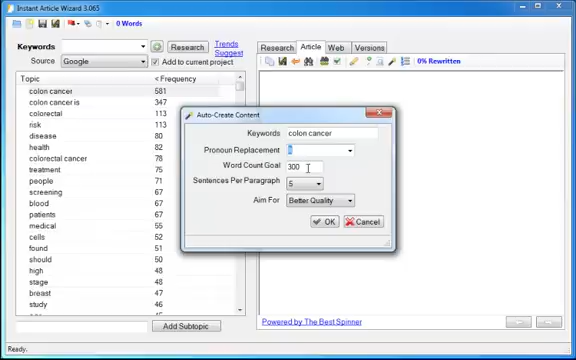 Instant Article Wizard 3.065
0 Words
Keywords
Research
Trends
Suggest
Source
Google
Add to current project
Topic
< Frequency
colon cancer 581
colon cancer is 347
colorectal 113
risk 113
disease 80
health 82
colorectal cancer 78
treatment 75
people 71
screening 67
blood 67
patients 67
medical 55
cells 52
found 51
should 50
high 48
stage 48
breast 47
study 46
Add Subtopic
Ready.
Research Article Web Versions
0% Rewritten
Powered by The Best Spinner
Auto-Create Content
Keywords
colon cancer
Pronoun Replacement
Word Count Goal
300
Sentences Per Paragraph
5
Aim For
Better Quality
OK
Cancel